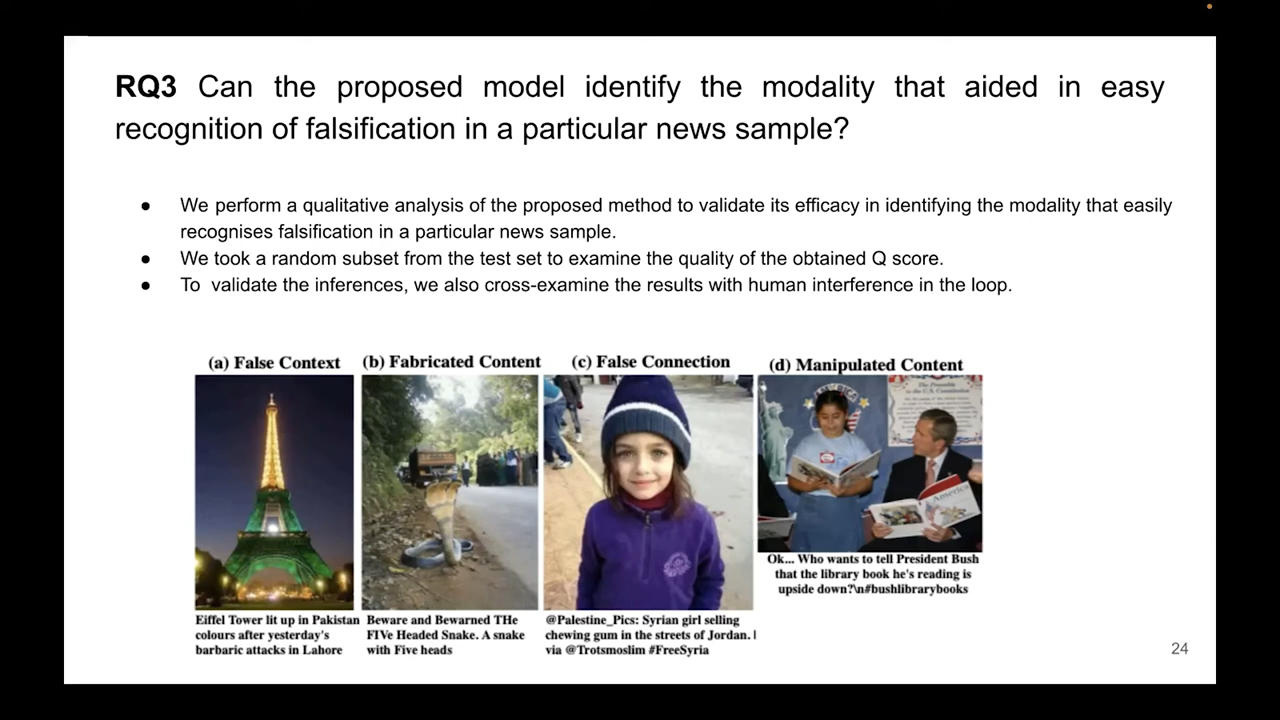 RQ3 Can the proposed model identify the modality that aided in easy
recognition of falsification in a particular news sample?
● We perform a qualitative analysis of the proposed method to validate its efficacy in identifying the modality that easily
recognises falsification in a particular news sample.
● We took a random subset from the test set to examine the quality of the obtained Q score.
● To validate the inferences, we also cross-examine the results with human interference in the loop.
(a) False Context
(b) Fabricated Content
(c) False Connection
(d) Manipulated Content
America
Eiffel Tower lit up in Pakistan
colours after yesterday's
barbaric attacks in Lahore
Beware and Bewarned THe
FIVe Headed Snake. A snake
with Five heads
@Palestine_Pics: Syrian girl selling
chewing gum in the streets of Jordan. |
via @Trotsmoslim #FreeSyria
Ok... Who wants to tell President Bush
that the library book he's reading is
upside down?\n#bushlibrarybooks
24